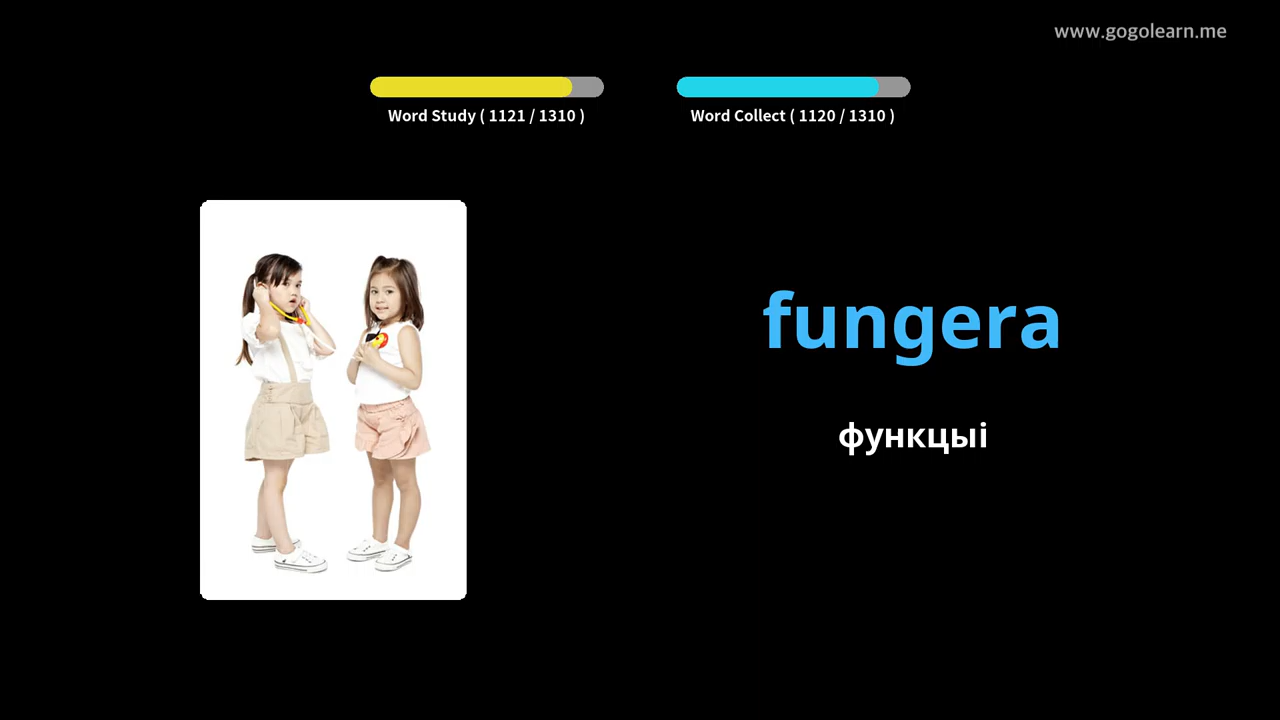 www.gogolearn.me
Word Study ( 1121 / 1310 )
Word Collect ( 1120 / 1310 )
fungera
функцыі